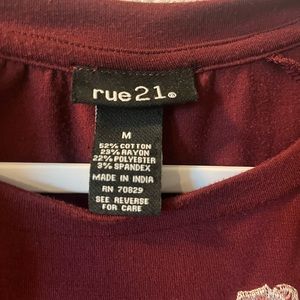 rue21®
M
52% COTTON
23% RAYON
22% POLYESTER
3% SPANDEX
MADE IN INDIA
RN 70829
SEE REVERSE
FOR CARE